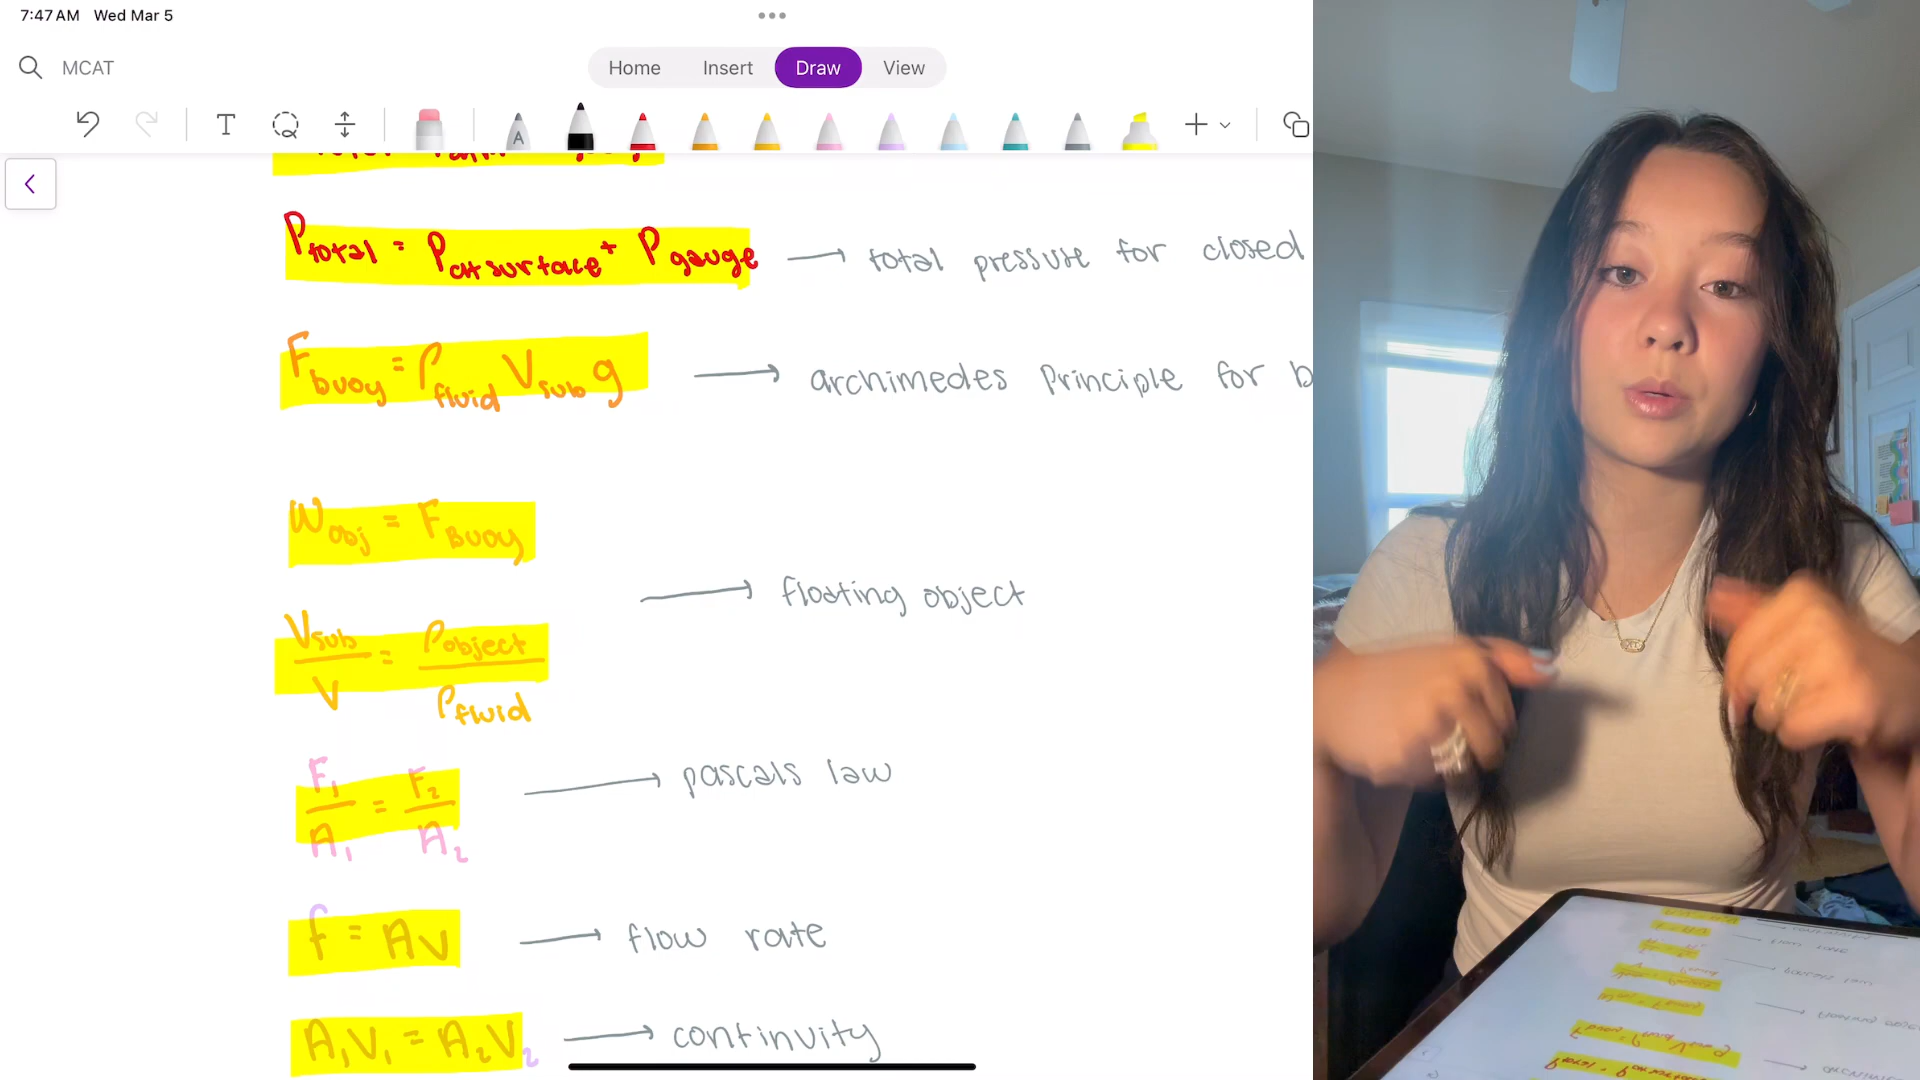 7:47 AM Wed Mar 5
MCAT
Home Insert Draw View
T
A
P total = P at surface + P gauge → total pressure for closed
F buoy = ρ fluid V sub g → archimedes Principle for b
W obj = F Buoy
→ floating object
V sub / V = ρ object / ρ fluid
F1 / A1 = F2 / A2 → pascals law
f = AV → flow rate
A1V1 = A2V2 → continuity